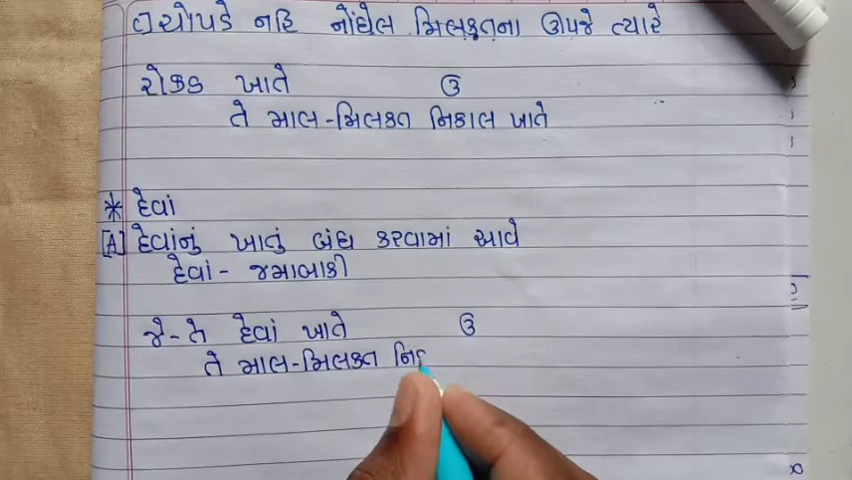 ચોપડે નહિ નોંધેલ મિલકતના ઊપજે ત્યારે
રોકડ ખાતે ઉ
તે માલ-મિલકત નિકાલ ખાતે
* દેવાં
[A] દેવાંનું ખાતું બંધ કરવામાં આવે
દેવાં - જમાબાકી
જે-તે દેવાં ખાતે ઉ
તે માલ-મિલકત નિ